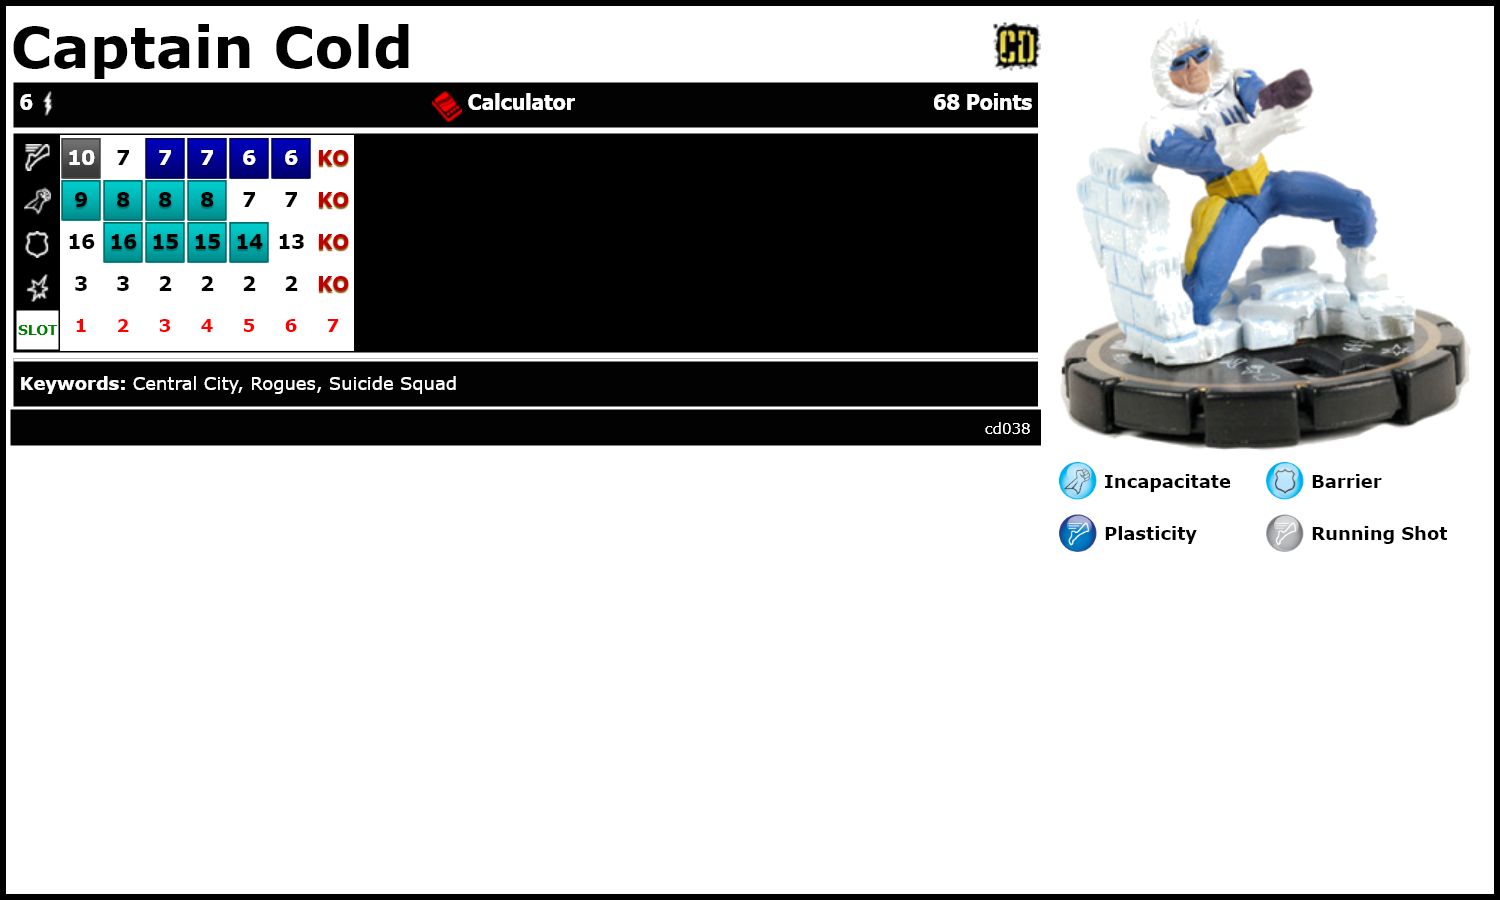 Captain Cold
CD
6 Calculator 68 Points
10 7 7 7 6 6 KO
9 8 8 8 7 7 KO
16 16 15 15 14 13 KO
3 3 2 2 2 2 KO
SLOT 1 2 3 4 5 6 7
Keywords: Central City, Rogues, Suicide Squad
cd038
Incapacitate Barrier
Plasticity Running Shot